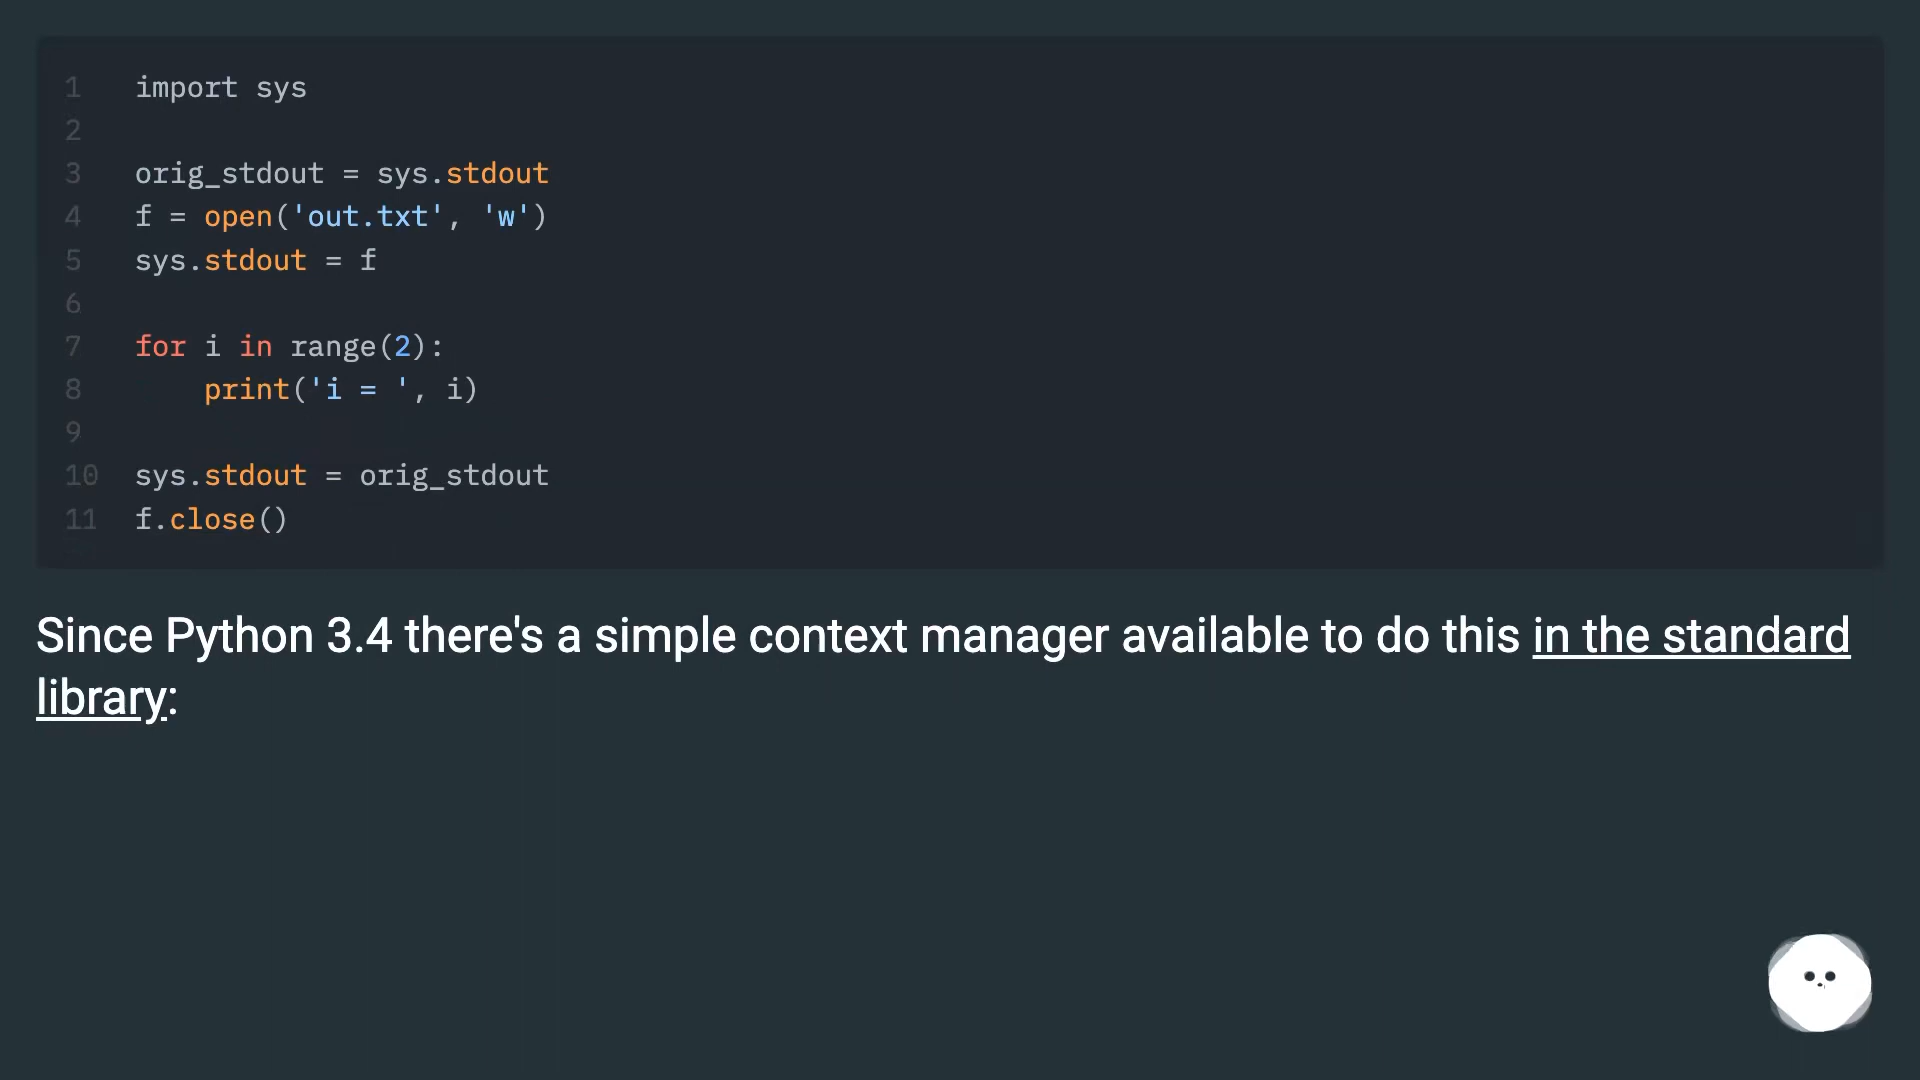 1 import sys
2
3 orig_stdout = sys.stdout
4 f = open('out.txt', 'w')
5 sys.stdout = f
6
7 for i in range(2):
8     print('i = ', i)
9
10 sys.stdout = orig_stdout
11 f.close()
Since Python 3.4 there's a simple context manager available to do this in the standard
library: